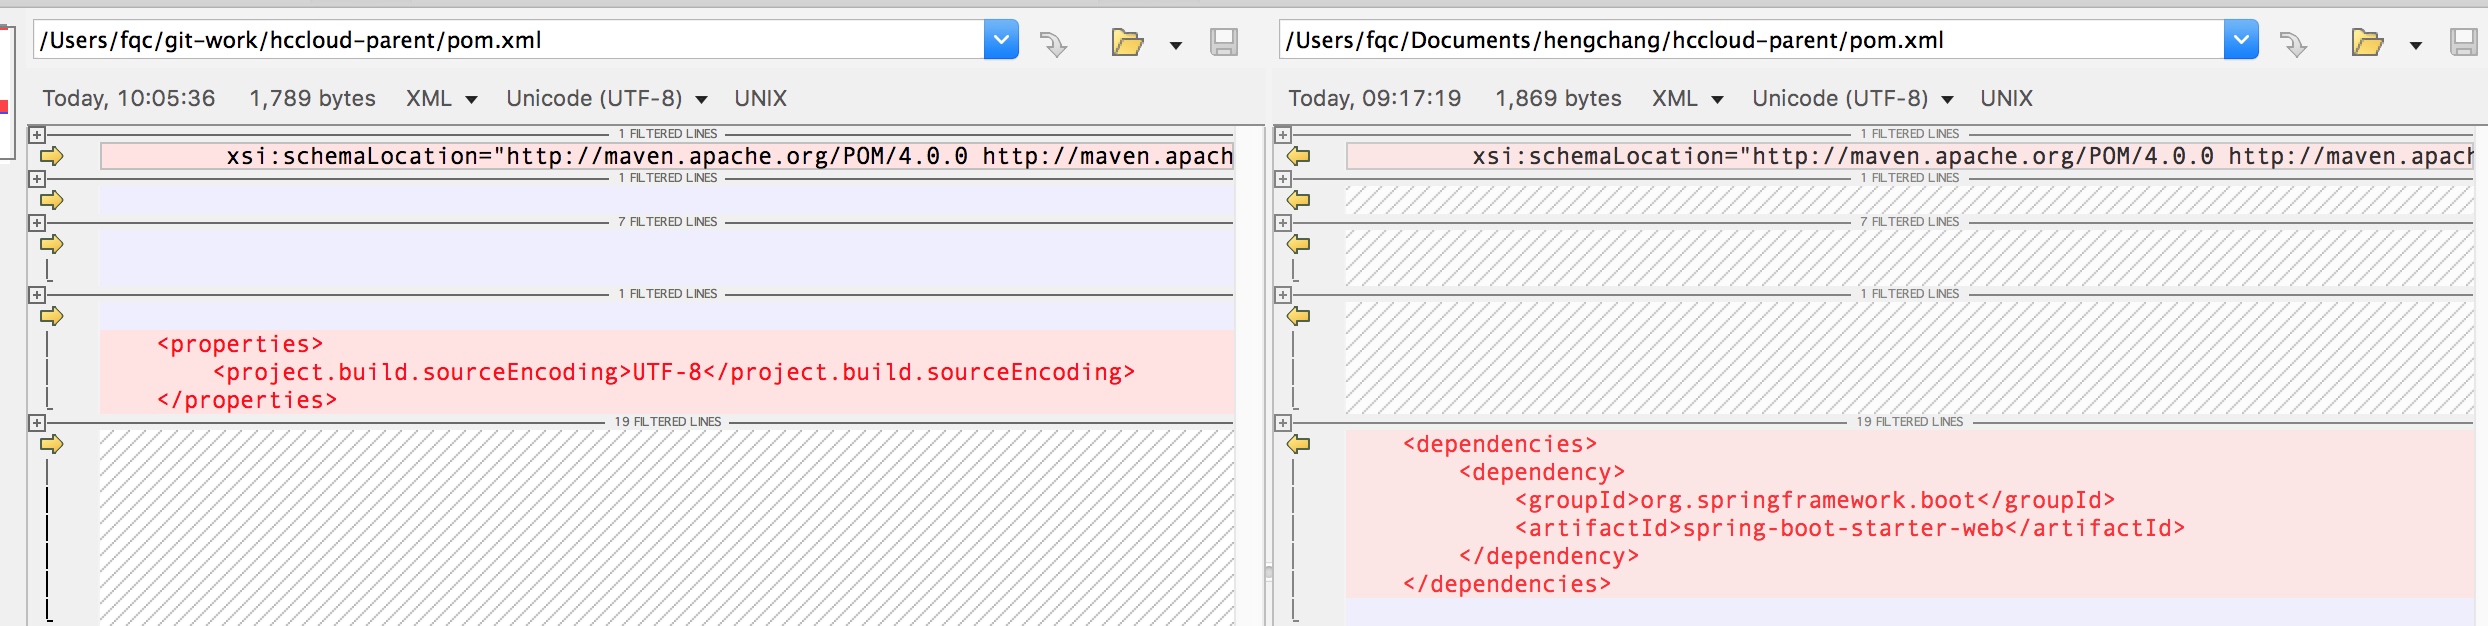 /Users/fqc/git-work/hccloud-parent/pom.xml
Today, 10:05:36 1,789 bytes XML Unicode (UTF-8) UNIX
1 FILTERED LINES
xsi:schemaLocation="http://maven.apache.org/POM/4.0.0 http://maven.apach
1 FILTERED LINES
7 FILTERED LINES
1 FILTERED LINES
<properties>
<project.build.sourceEncoding>UTF-8</project.build.sourceEncoding>
</properties>
19 FILTERED LINES
/Users/fqc/Documents/hengchang/hccloud-parent/pom.xml
Today, 09:17:19 1,869 bytes XML Unicode (UTF-8) UNIX
1 FILTERED LINES
xsi:schemaLocation="http://maven.apache.org/POM/4.0.0 http://maven.apach
1 FILTERED LINES
7 FILTERED LINES
1 FILTERED LINES
19 FILTERED LINES
<dependencies>
<dependency>
<groupId>org.springframework.boot</groupId>
<artifactId>spring-boot-starter-web</artifactId>
</dependency>
</dependencies>